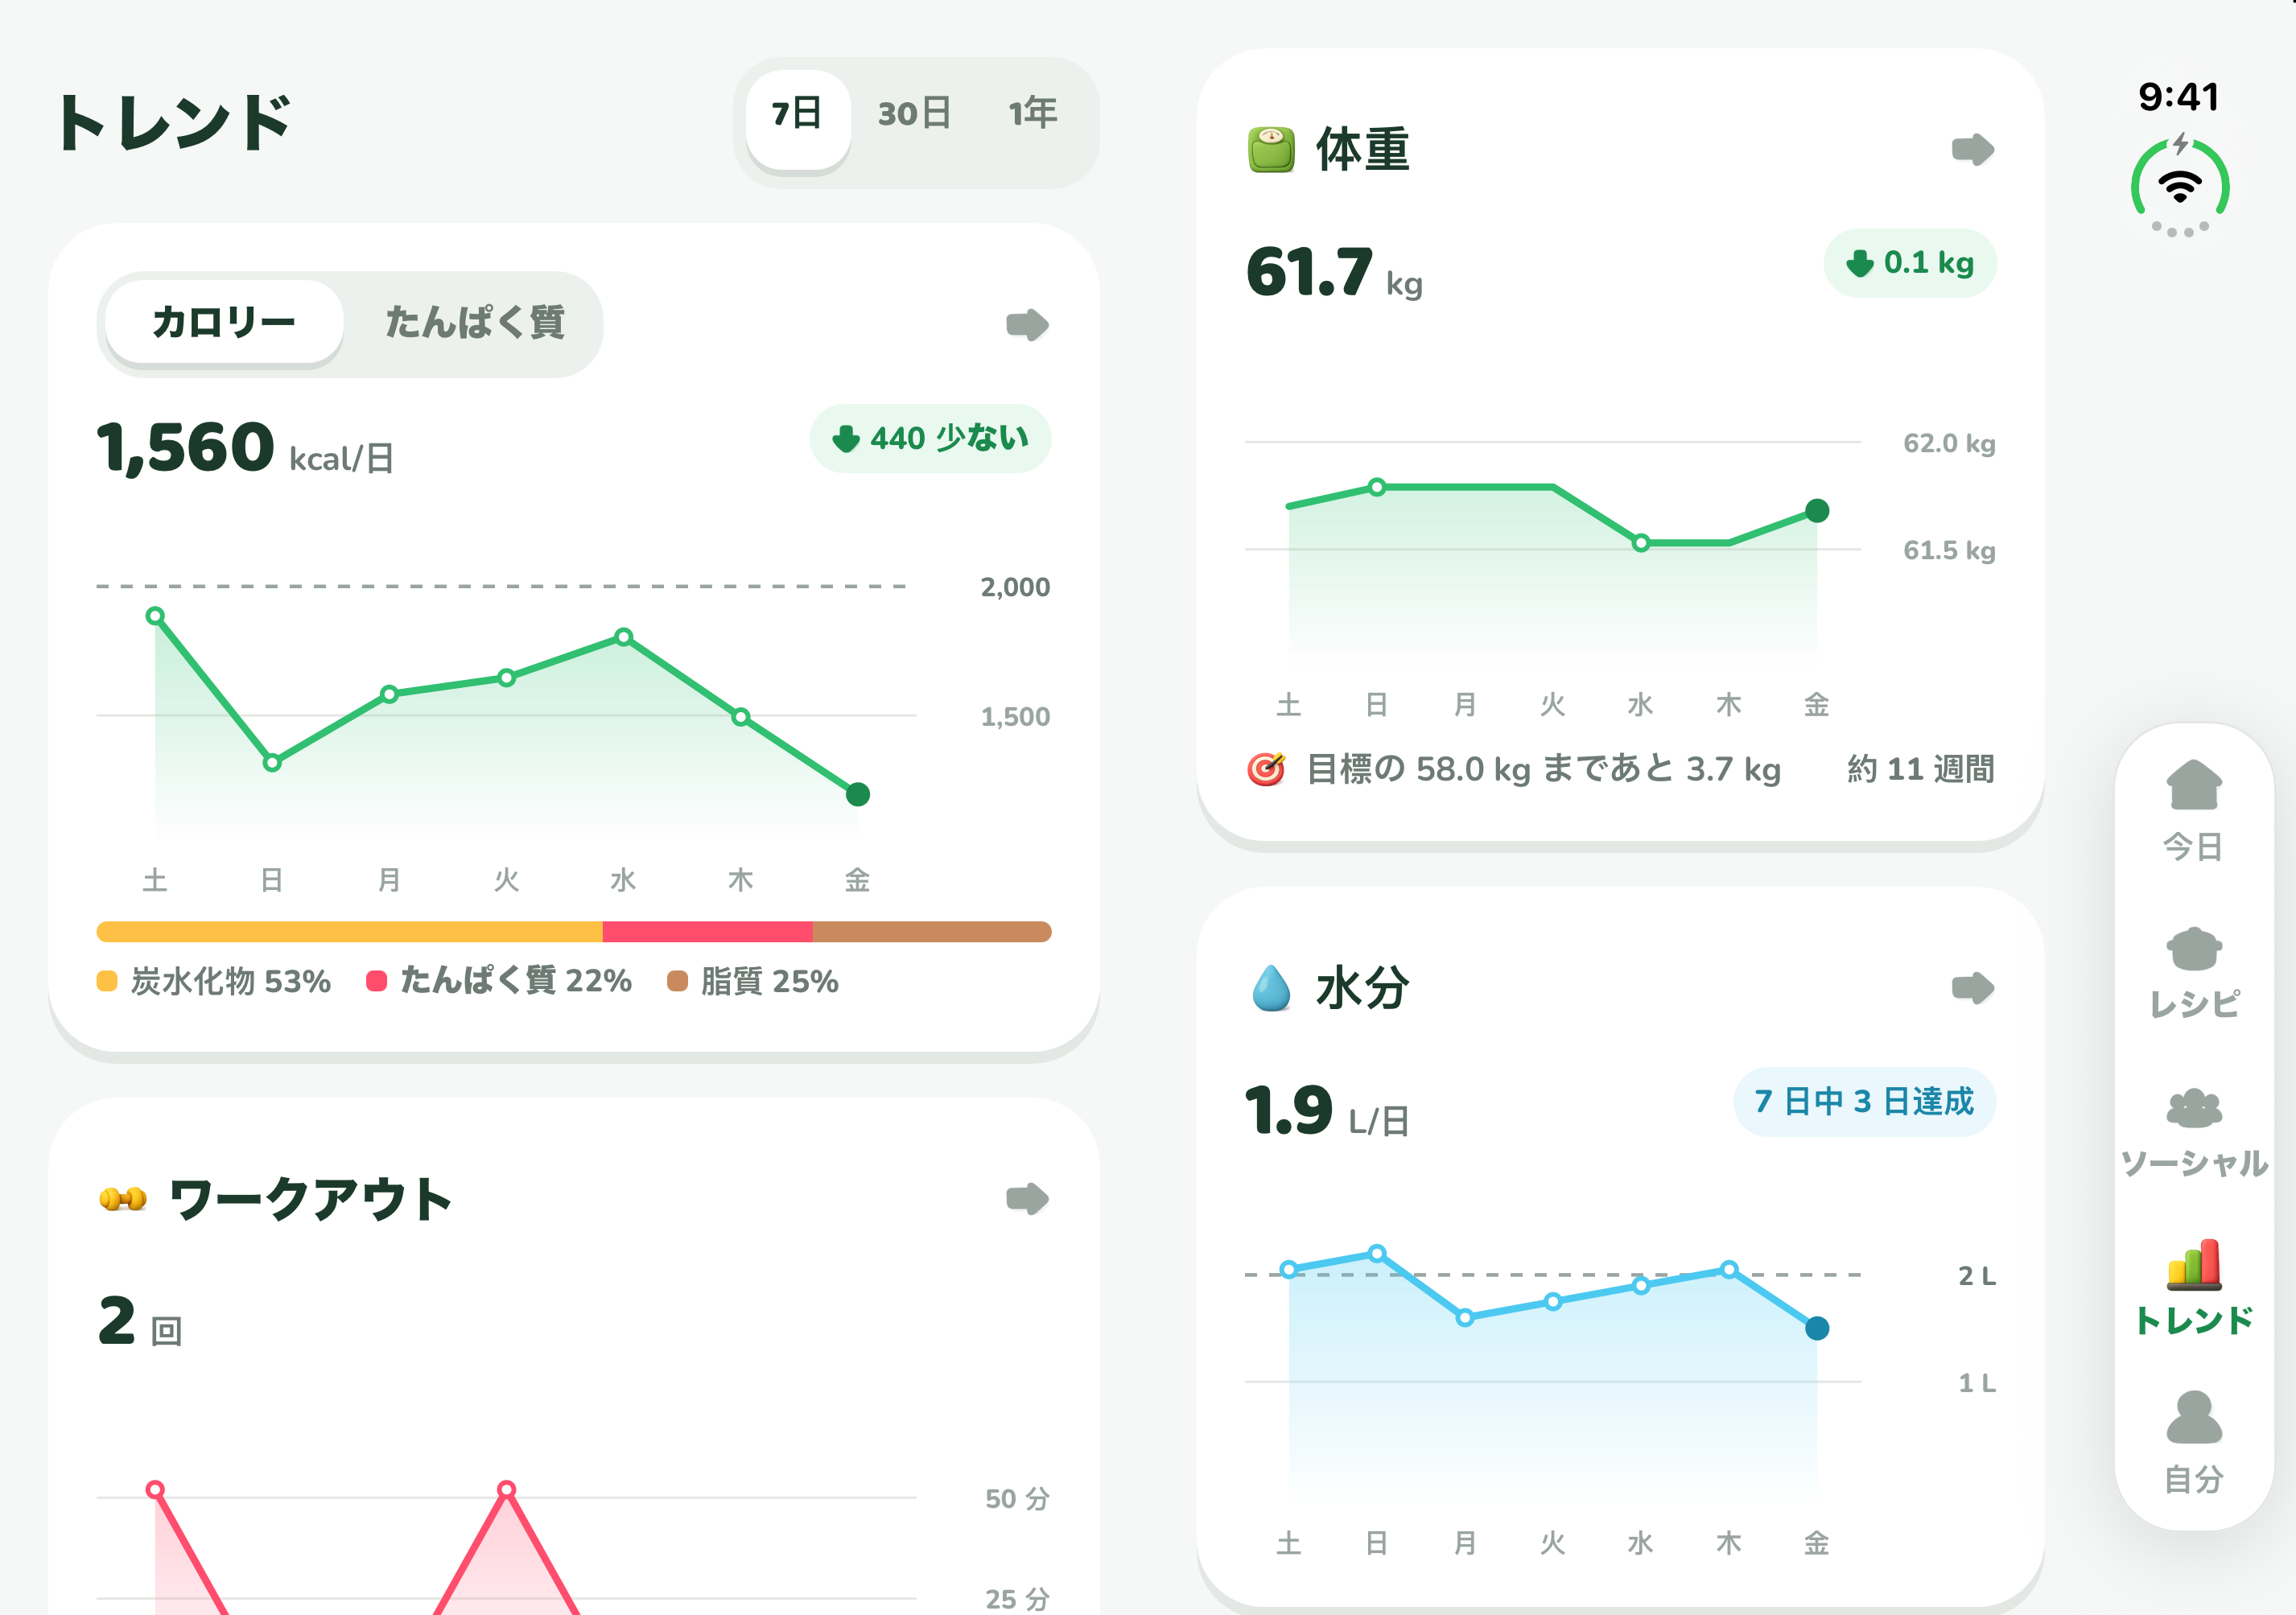 トレンド
7日 30日 1年
カロリー たんぱく質
1,560 kcal/日
440 少ない
2,000
1,500
土 日 月 火 水 木 金
炭水化物 53% たんぱく質 22% 脂質 25%
ワークアウト
2 回
50 分
25 分
体重
61.7 kg
0.1 kg
62.0 kg
61.5 kg
土 日 月 火 水 木 金
目標の 58.0 kg まであと 3.7 kg 約 11 週間
水分
1.9 L/日
7 日中 3 日達成
2 L
1 L
土 日 月 火 水 木 金
9:41
今日
レシピ
ソーシャル
トレンド
自分